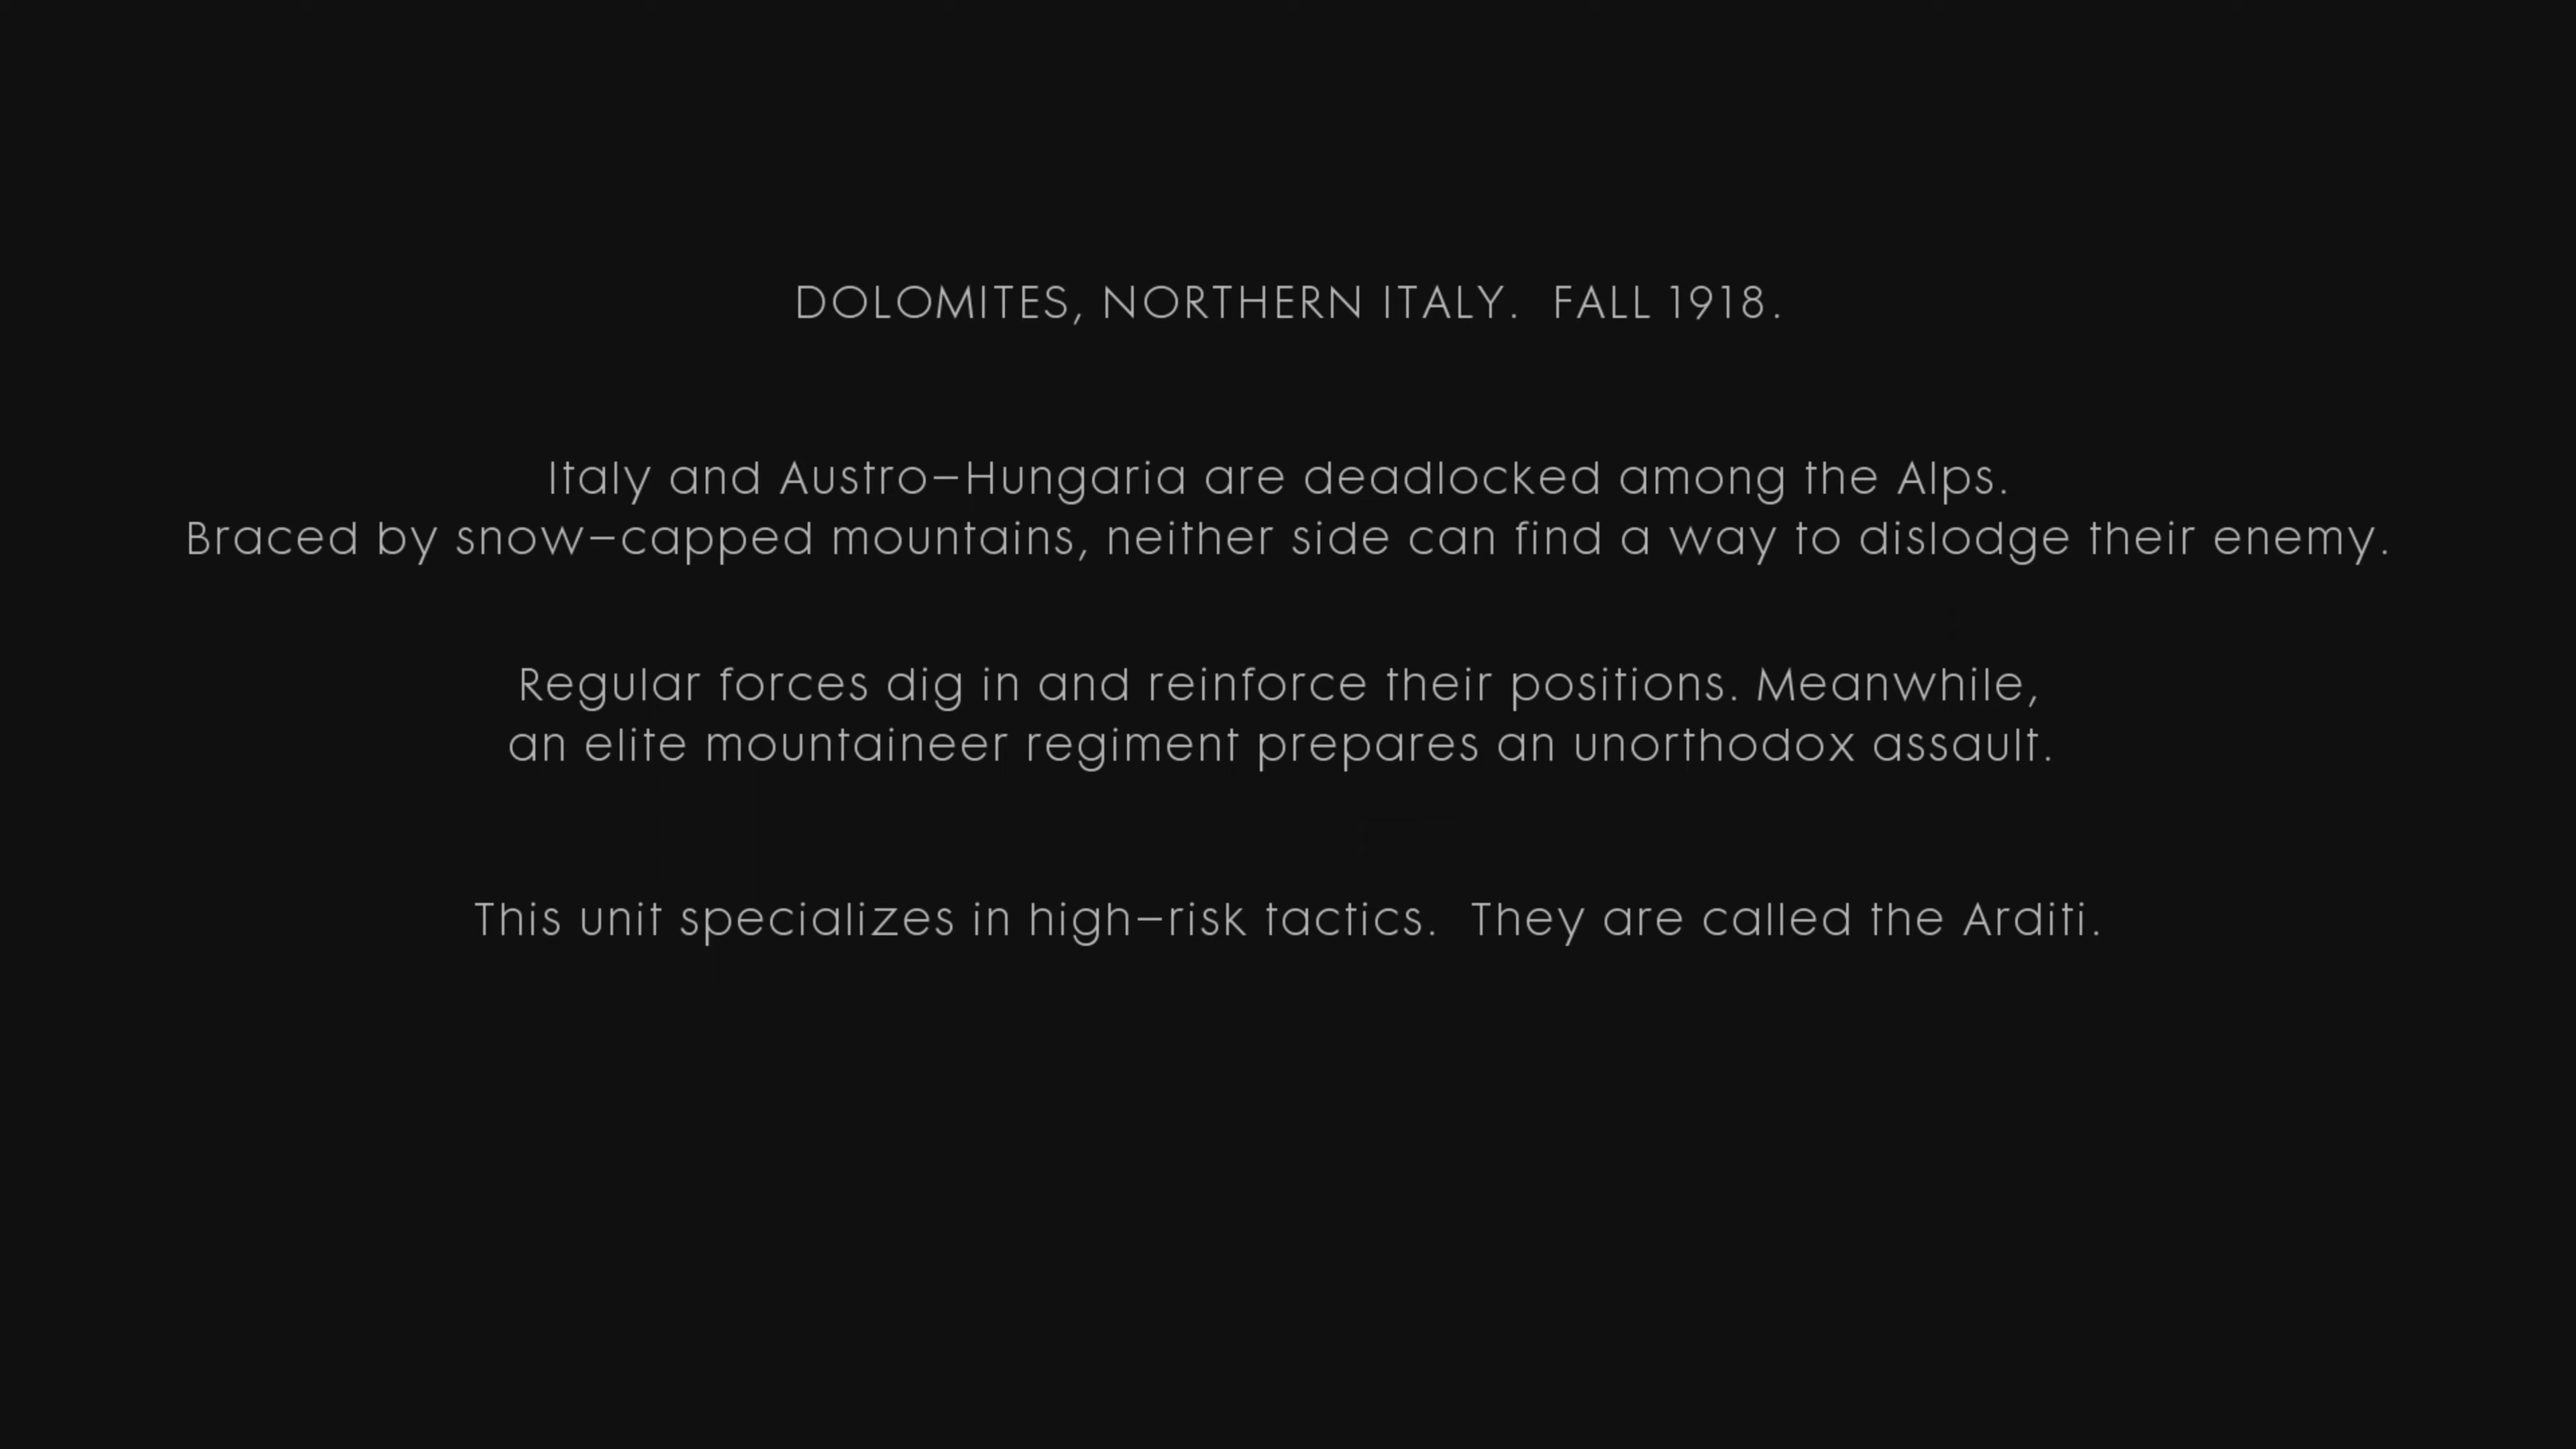 DOLOMITES, NORTHERN ITALY.  FALL 1918.
Italy and Austro-Hungaria are deadlocked among the Alps.
Braced by snow-capped mountains, neither side can find a way to dislodge their enemy.
Regular forces dig in and reinforce their positions. Meanwhile,
an elite mountaineer regiment prepares an unorthodox assault.
This unit specializes in high-risk tactics.  They are called the Arditi.